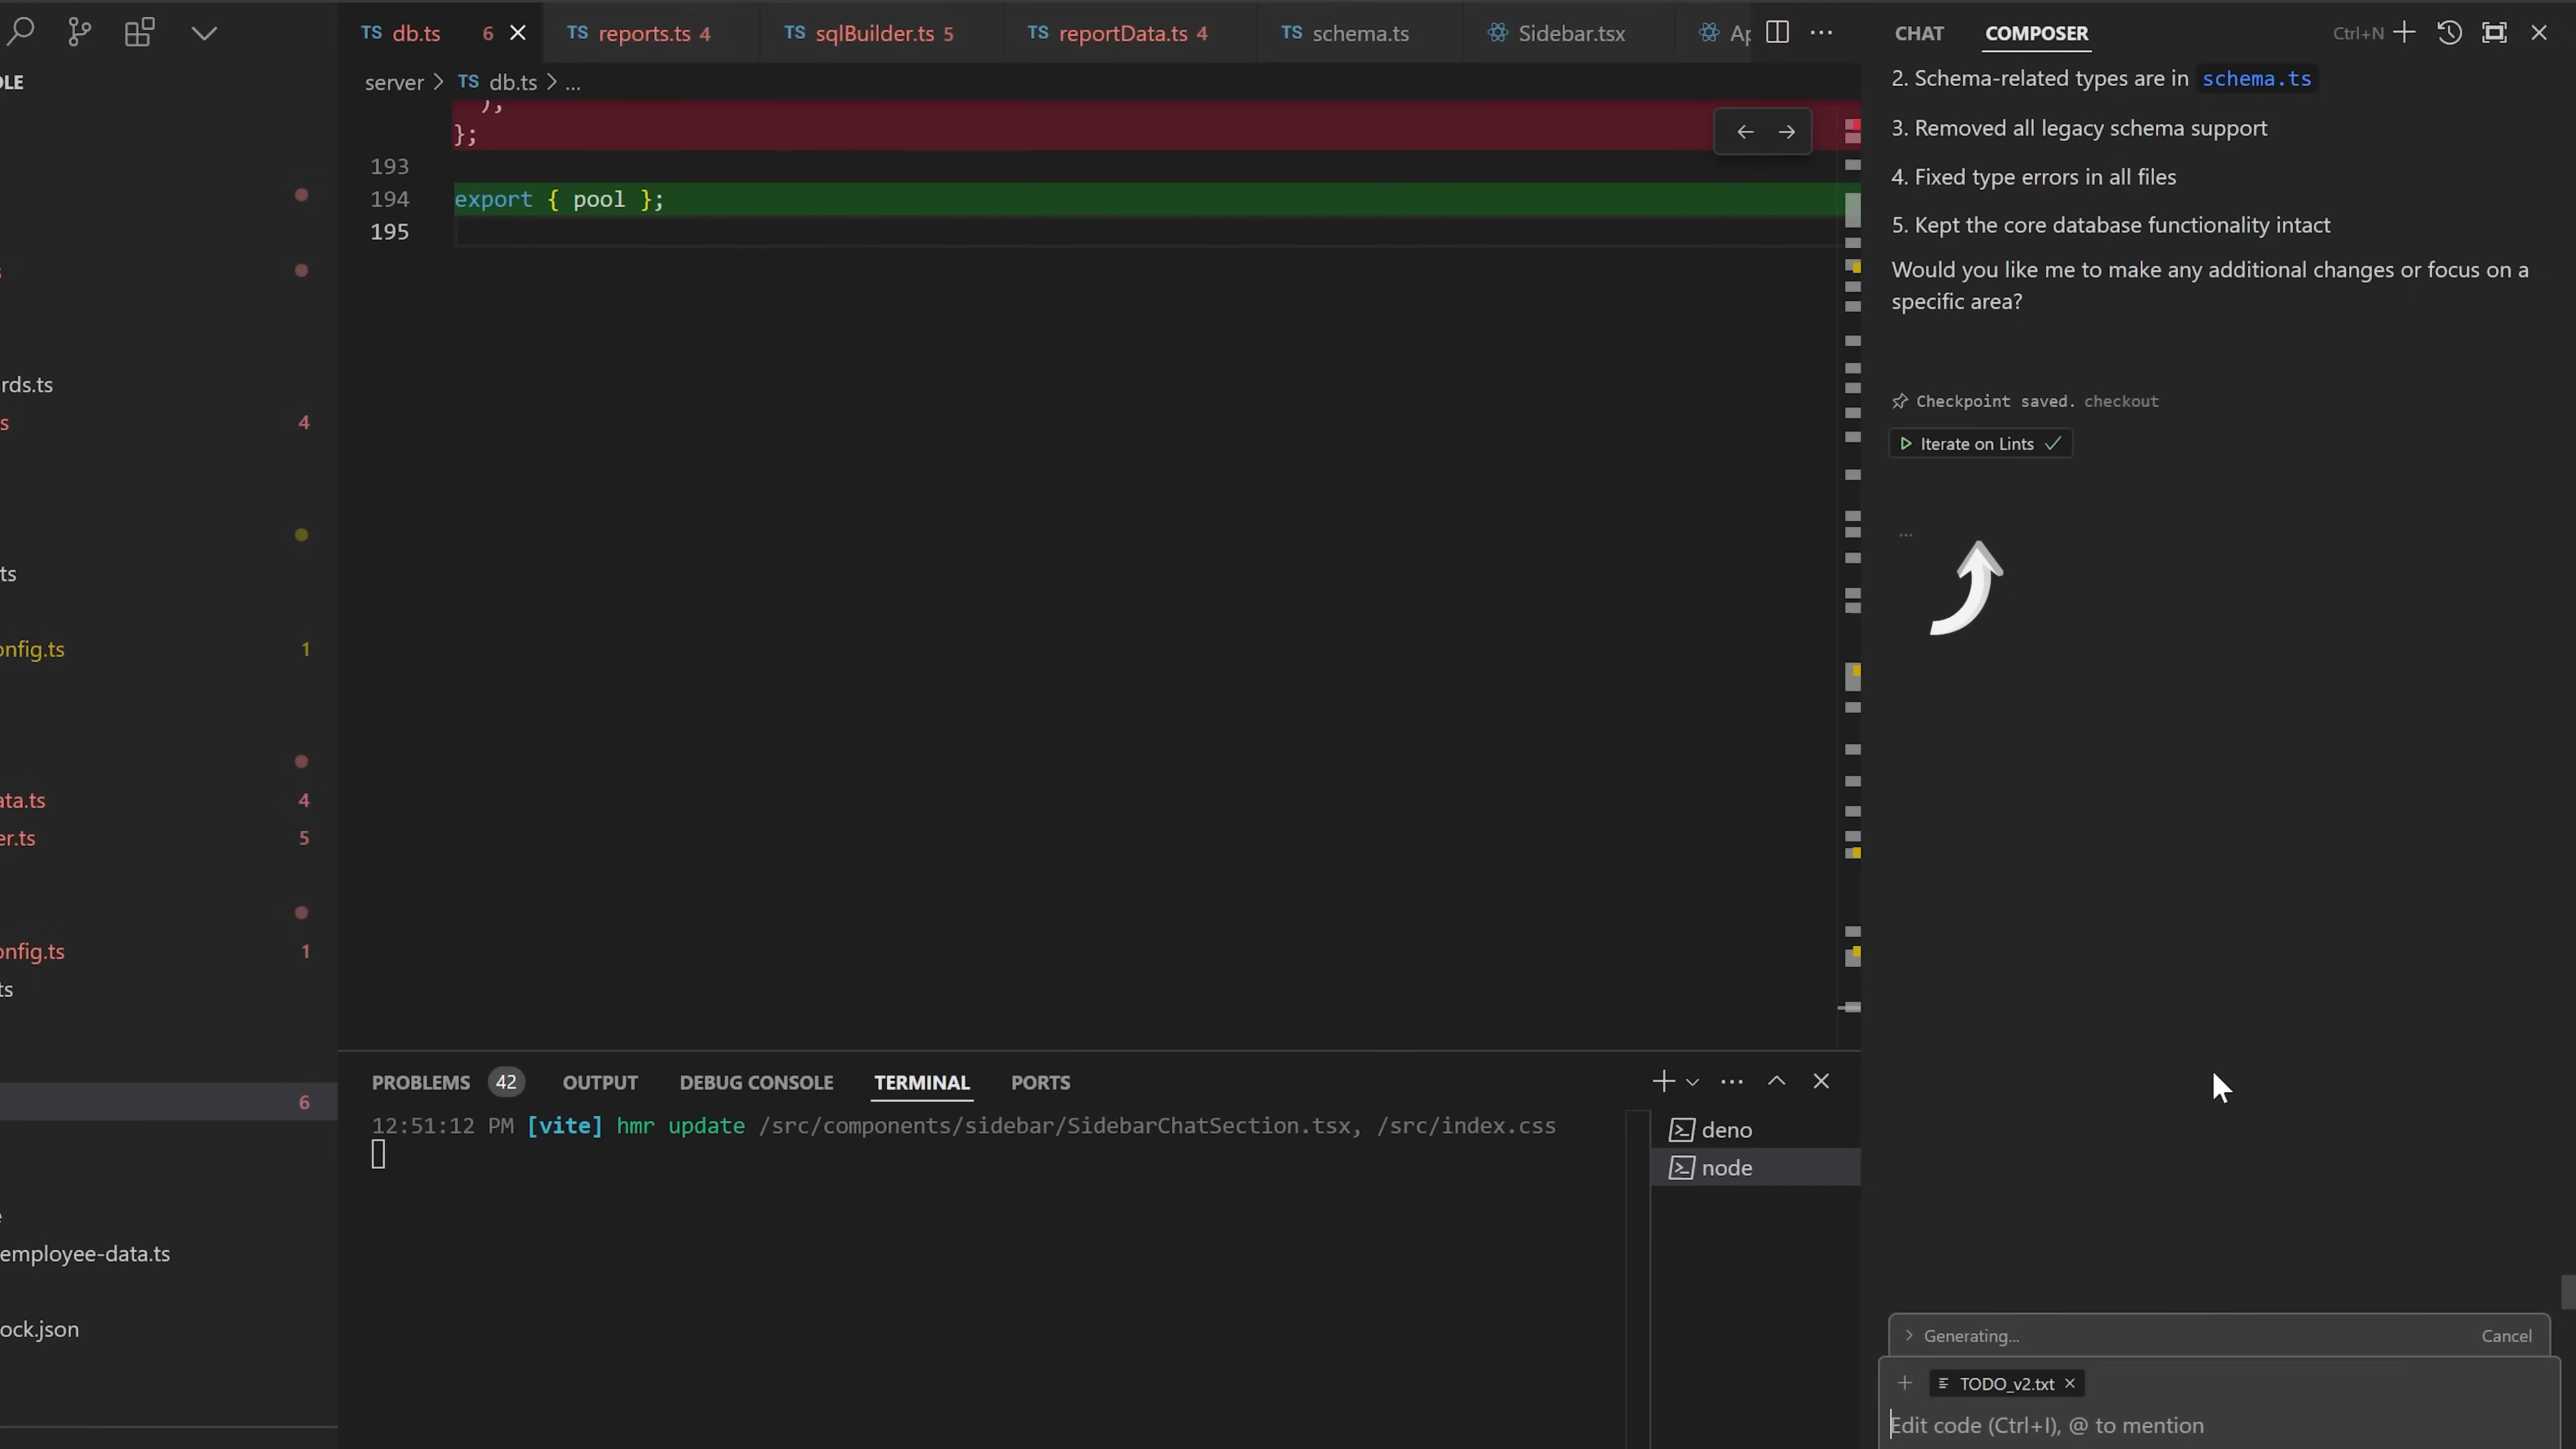 TS db.ts 6
TS reports.ts 4
TS sqlBuilder.ts 5
TS reportData.ts 4
TS schema.ts
Sidebar.tsx
Ap
server > TS db.ts > ...
);
};
193
194 export { pool };
195
OLE
rds.ts
s 4
ts
onfig.ts 1
ata.ts 4
er.ts 5
onfig.ts 1
ts
6
employee-data.ts
ock.json
PROBLEMS 42 OUTPUT DEBUG CONSOLE TERMINAL PORTS
12:51:12 PM [vite] hmr update /src/components/sidebar/SidebarChatSection.tsx, /src/index.css
deno
node
CHAT COMPOSER Ctrl+N
2. Schema-related types are in schema.ts
3. Removed all legacy schema support
4. Fixed type errors in all files
5. Kept the core database functionality intact
Would you like me to make any additional changes or focus on a
specific area?
Checkpoint saved. checkout
Iterate on Lints
...
Generating... Cancel
TODO_v2.txt
Edit code (Ctrl+I), @ to mention